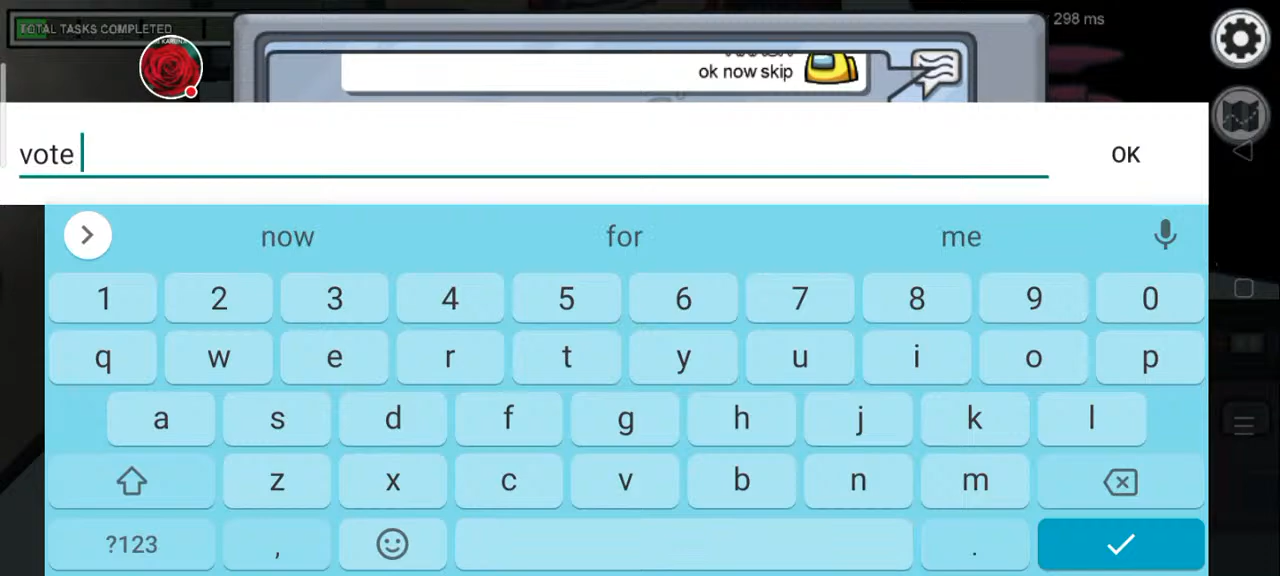 TOTAL TASKS COMPLETED
298 ms
ok now skip
vote
OK
now for me
1 2 3 4 5 6 7 8 9 0
q w e r t y u i o p
a s d f g h j k l
z x c v b n m
?123 , .